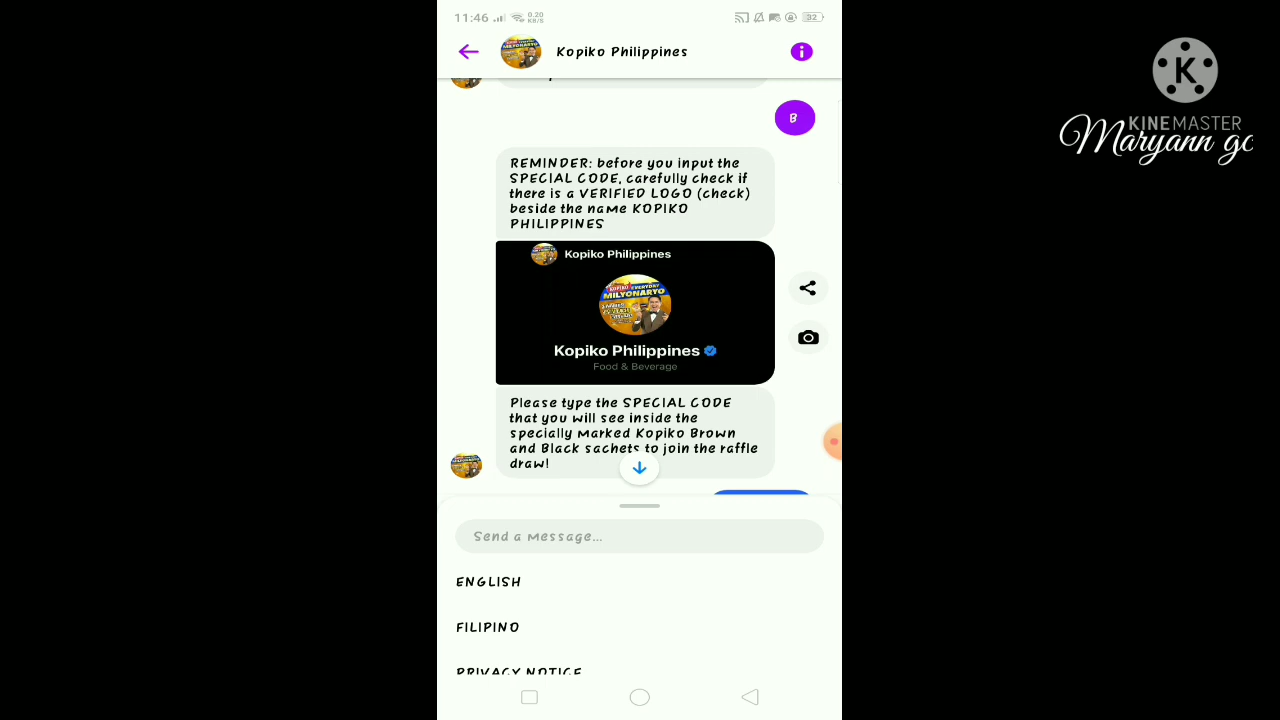 11:46
0.20
KB/S
32
Kopiko Philippines
B
REMINDER: before you input the
SPECIAL CODE, carefully check if
there is a VERIFIED LOGO (check)
beside the name KOPIKO
PHILIPPINES
Kopiko Philippines
KOPIKO EVERYDAY
MILYONARYO
Kopiko Philippines
Food & Beverage
Please type the SPECIAL CODE
that you will see inside the
specially marked Kopiko Brown
and Black sachets to join the raffle
draw!
Send a message...
ENGLISH
FILIPINO
PRIVACY NOTICE
K
KINEMASTER
Maryann go